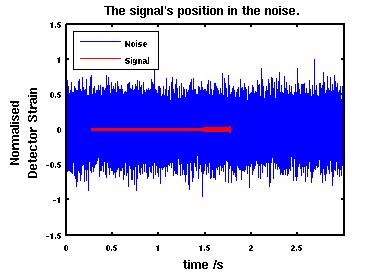 The signal's position in the noise.
Noise
Signal
Normalised
Detector Strain
1.5
1
0.5
0
-0.5
-1
-1.5
0 0.5 1 1.5 2 2.5
time /s